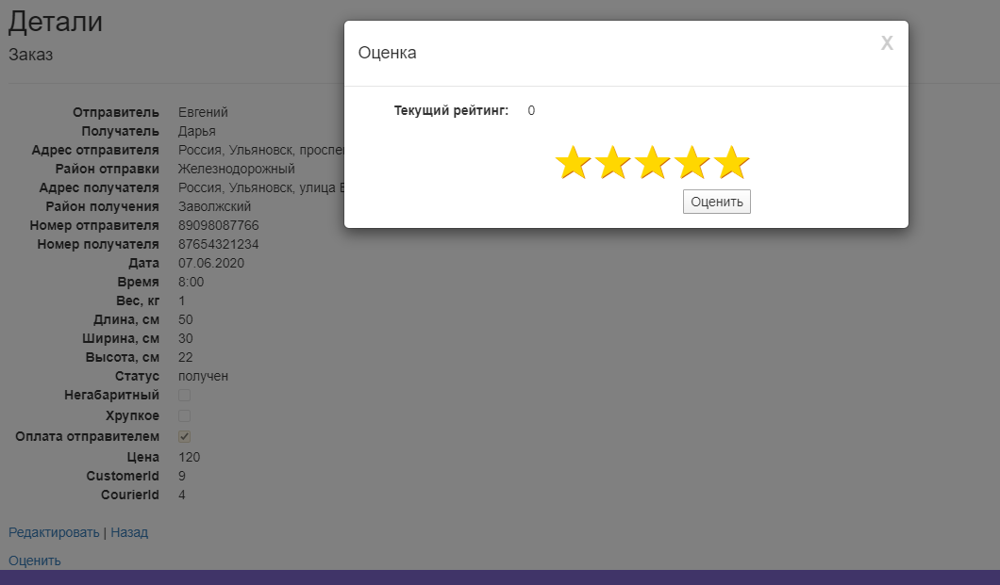 Детали
Заказ
Отправитель Евгений
Получатель Дарья
Адрес отправителя Россия, Ульяновск,
Район отправки Железнодорожный
Адрес получателя Россия, Ульяновск, улица
Район получения Заволжский
Номер отправителя 89098087766
Номер получателя 87654321234
Дата 07.06.2020
Время 8:00
Вес, кг 1
Длина, см 50
Ширина, см 30
Высота, см 22
Статус получен
Негабаритный
Хрупкое
Оплата отправителем
Цена 120
CustomerId 9
CourierId 4
Редактировать | Назад
Оценить
Оценка
X
Текущий рейтинг: 0
Оценить